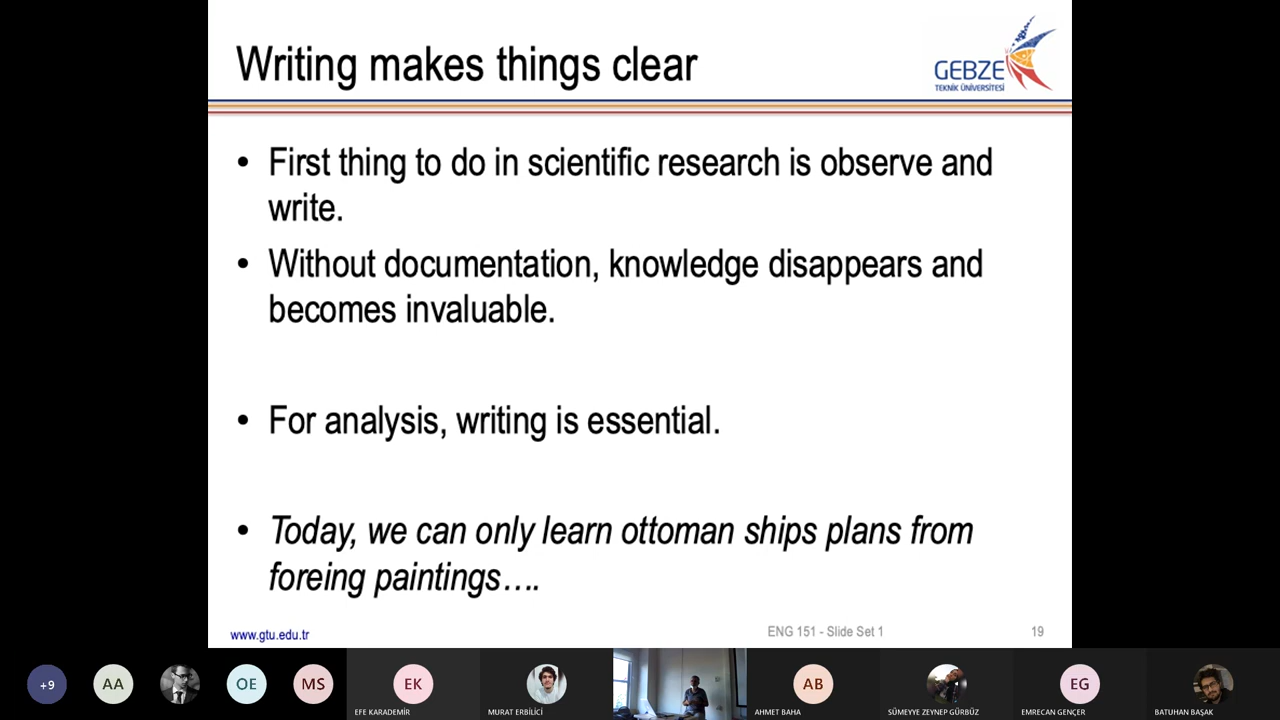 Writing makes things clear
GEBZE
TEKNİK ÜNİVERSİTESİ
• First thing to do in scientific research is observe and
write.
• Without documentation, knowledge disappears and
becomes invaluable.
• For analysis, writing is essential.
• Today, we can only learn ottoman ships plans from
foreing paintings….
www.gtu.edu.tr
ENG 151 - Slide Set 1
19
+9
AA
OE
MS
EK
AB
EG
EFE KARADEMİR
MURAT ERBİLİCİ
AHMET BAHA
SÜMEYYE ZEYNEP GÜRBÜZ
EMRECAN GENÇER
BATUHAN BAŞAK